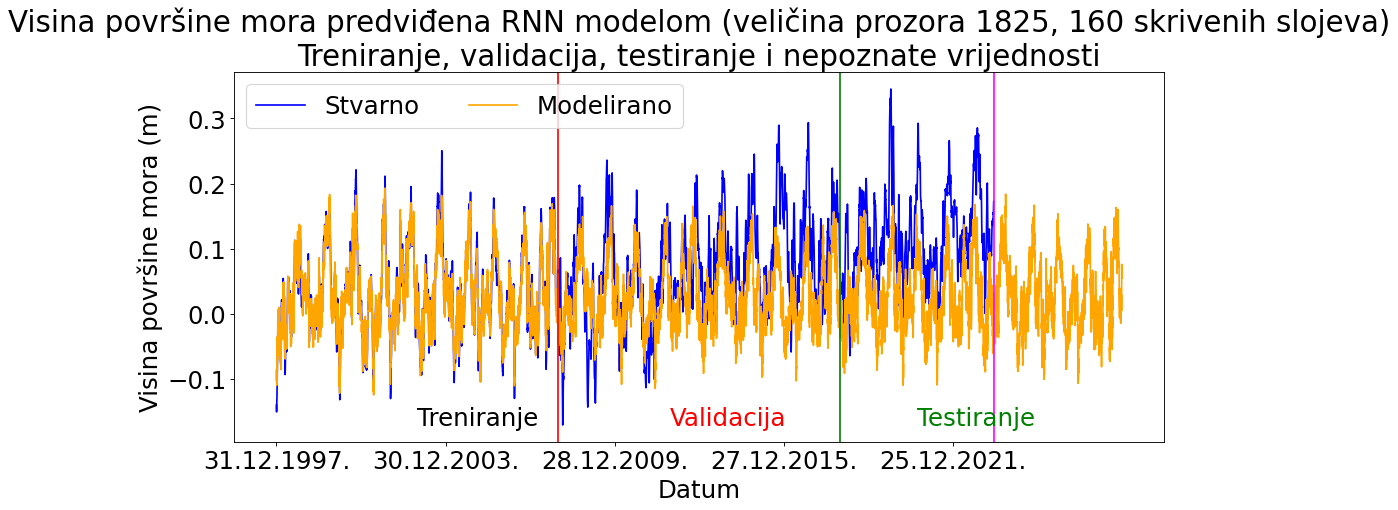 Visina površine mora predviđena RNN modelom (veličina prozora 1825, 160 skrivenih slojeva)
Treniranje, validacija, testiranje i nepoznate vrijednosti
Stvarno Modelirano
Visina površine mora (m)
0.3
0.2
0.1
0.0
−0.1
Treniranje Validacija Testiranje
31.12.1997. 30.12.2003. 28.12.2009. 27.12.2015. 25.12.2021.
Datum